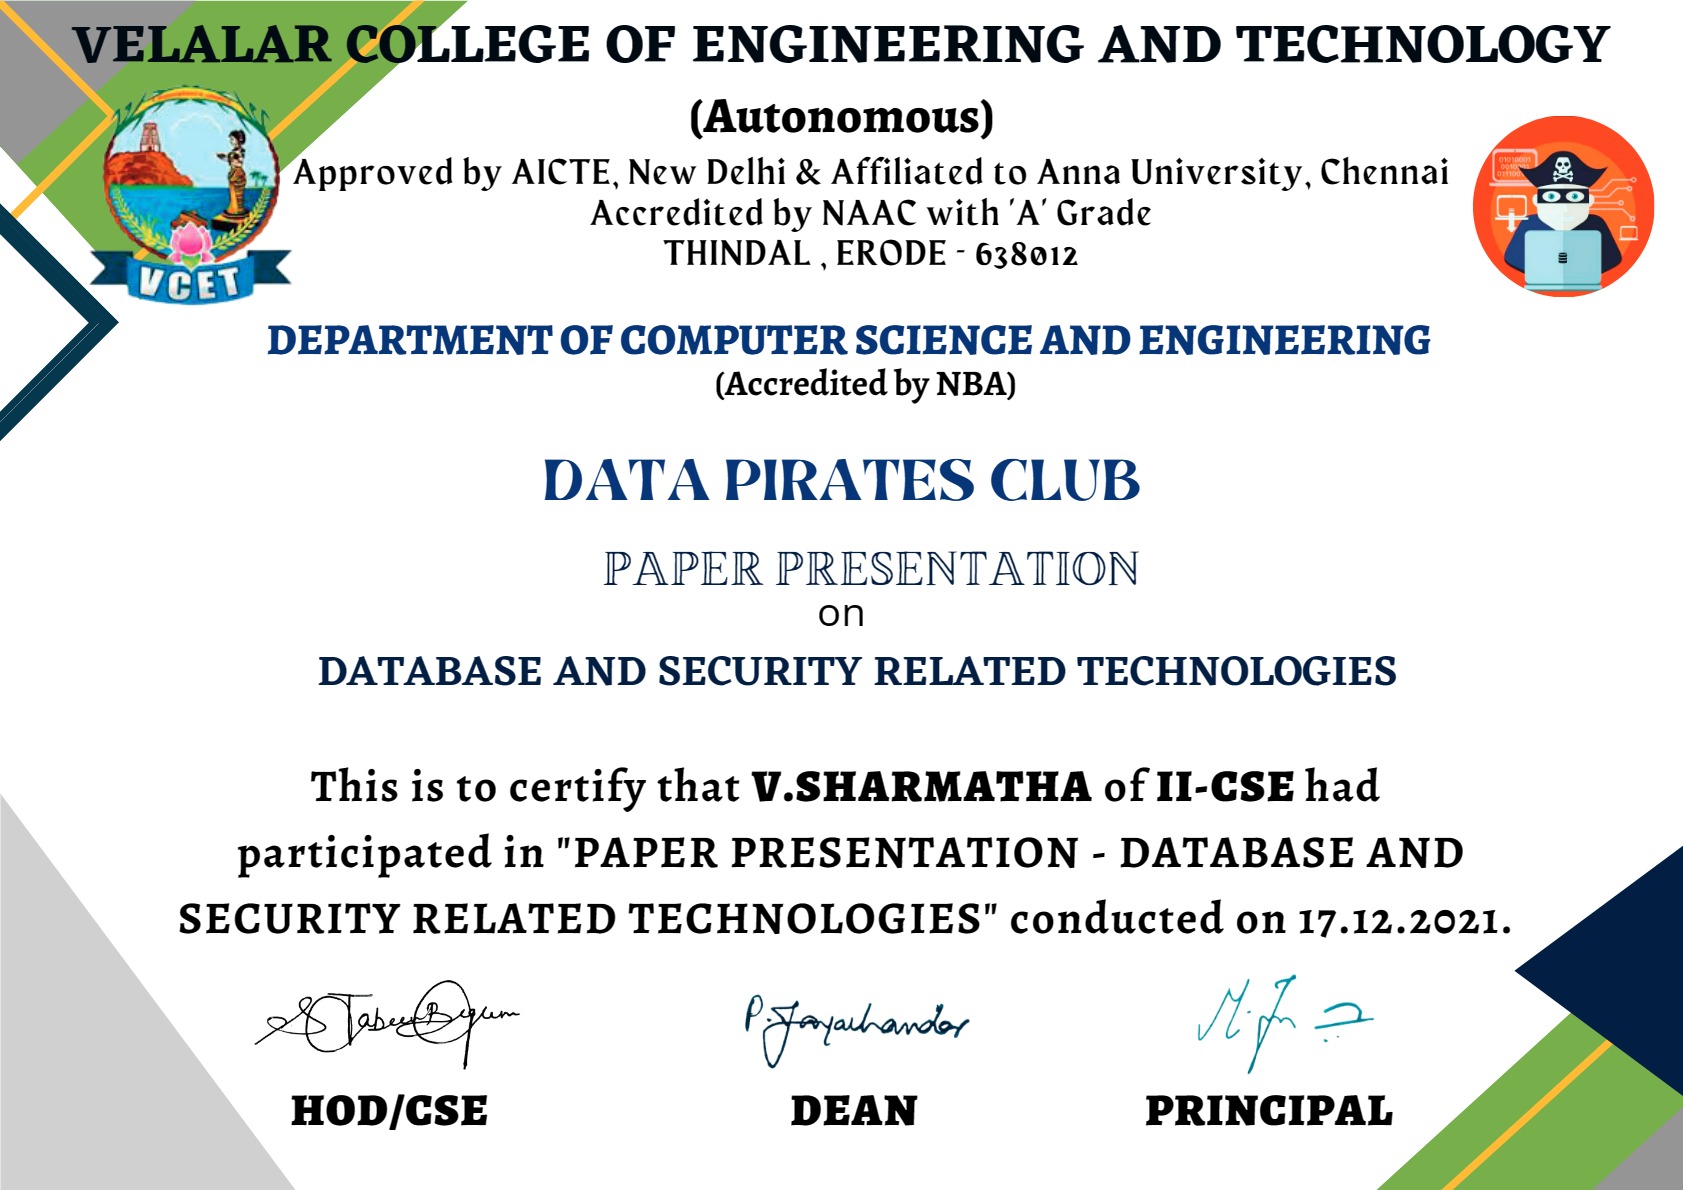 VELALAR COLLEGE OF ENGINEERING AND TECHNOLOGY
(Autonomous)
Approved by AICTE, New Delhi & Affiliated to Anna University, Chennai
Accredited by NAAC with 'A' Grade
THINDAL , ERODE - 638012
VCET
DEPARTMENT OF COMPUTER SCIENCE AND ENGINEERING
(Accredited by NBA)
DATA PIRATES CLUB
PAPER PRESENTATION
on
DATABASE AND SECURITY RELATED TECHNOLOGIES
This is to certify that V.SHARMATHA of II-CSE had
participated in "PAPER PRESENTATION - DATABASE AND
SECURITY RELATED TECHNOLOGIES" conducted on 17.12.2021.
P. Jayachandar
HOD/CSE DEAN PRINCIPAL